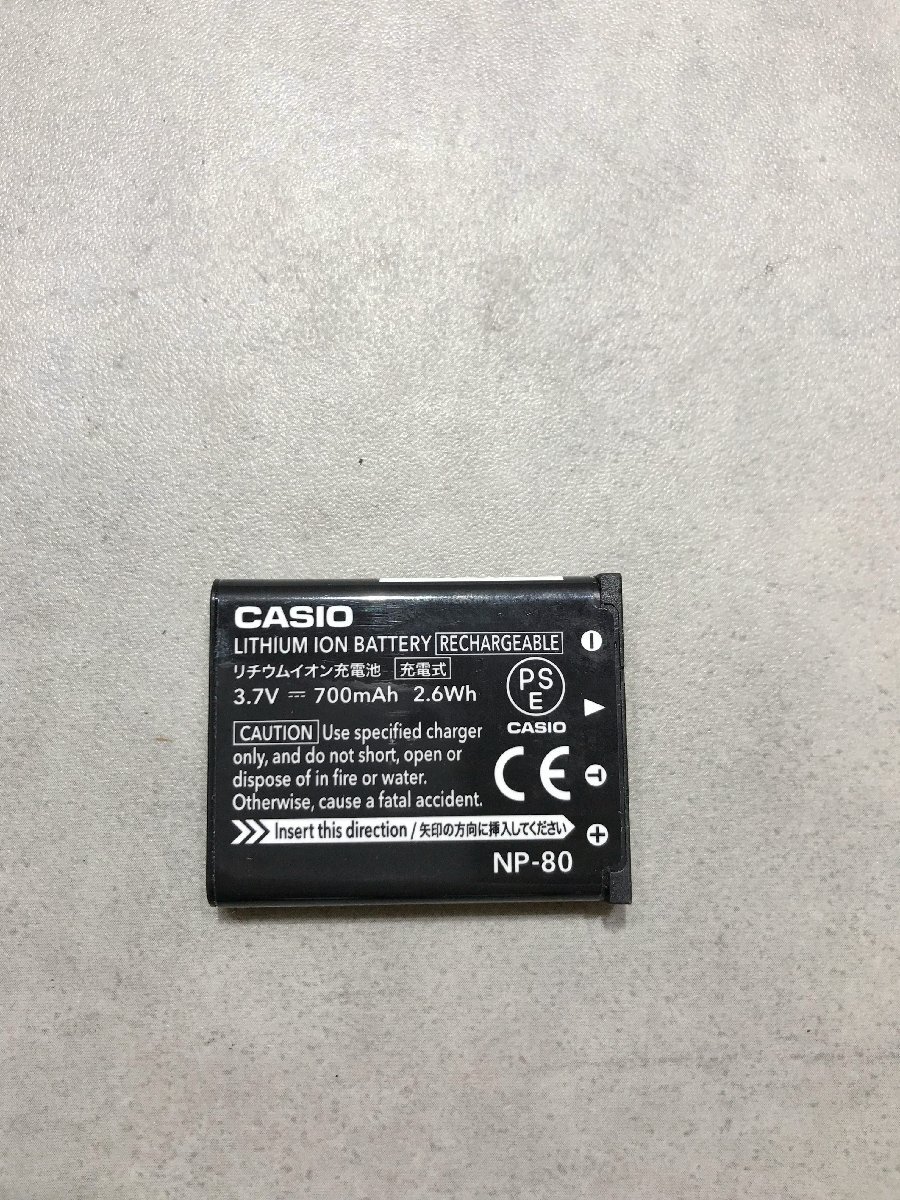 CASIO
LITHIUM ION BATTERY RECHARGEABLE
リチウムイオン充電池 充電式
3.7V ⎓ 700mAh 2.6Wh
PS
E
CASIO
CAUTION Use specified charger
only, and do not short, open or
dispose of in fire or water.
Otherwise, cause a fatal accident.
CE
T
Insert this direction / 矢印の方向に挿入してください
+
NP-80